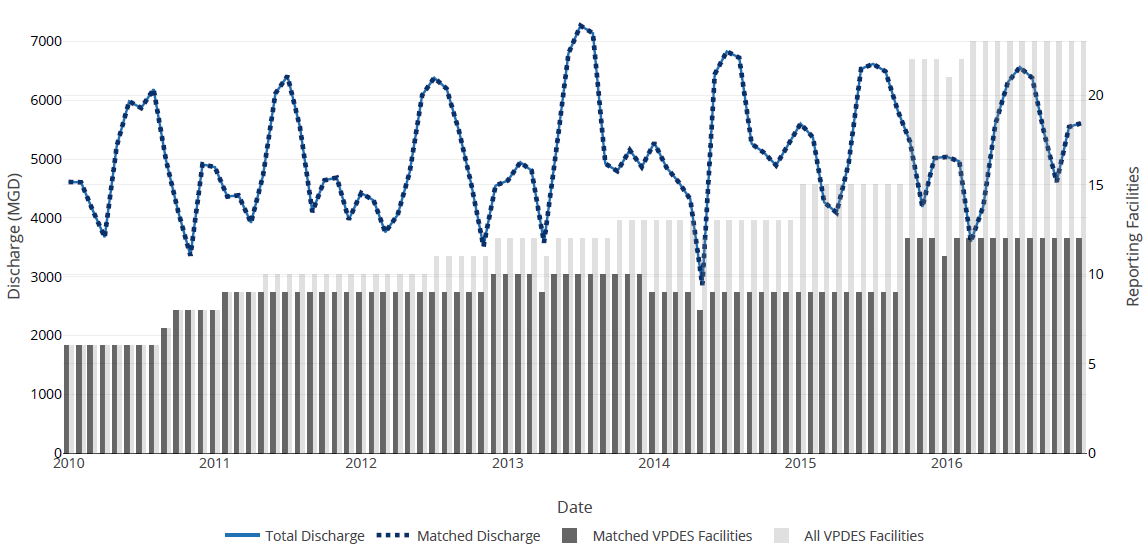 7000
6000
5000
4000
3000
2000
1000
0
Discharge (MGD)
20
15
10
5
0
Reporting Facilities
2010 2011 2012 2013 2014 2015 2016
Date
Total Discharge Matched Discharge Matched VPDES Facilities All VPDES Facilities